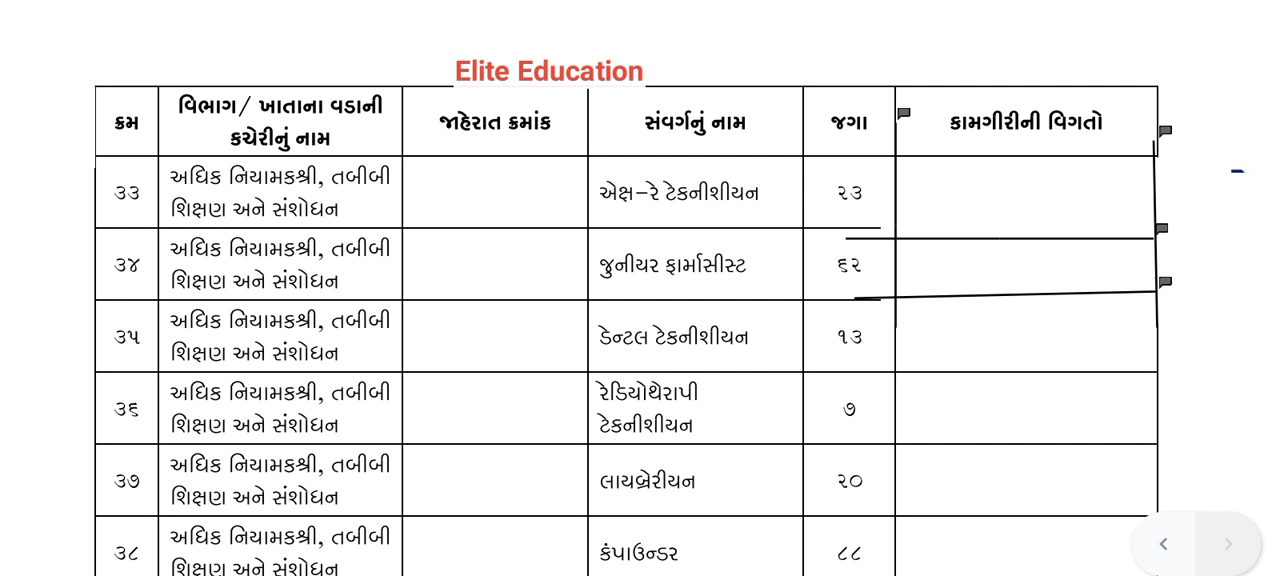 Elite Education
ક્રમ
વિભાગ/ ખાતાના વડાની
કચેરીનું નામ
જાહેરાત ક્રમાંક
સંવર્ગનું નામ
જગા
કામગીરીની વિગતો
૩૩
અધિક નિયામકશ્રી, તબીબી
શિક્ષણ અને સંશોધન
એક્ષ-રે ટેકનીશીયન
૨૩
૩૪
અધિક નિયામકશ્રી, તબીબી
શિક્ષણ અને સંશોધન
જુનીયર ફાર્માસીસ્ટ
૬૨
૩૫
અધિક નિયામકશ્રી, તબીબી
શિક્ષણ અને સંશોધન
ડેન્ટલ ટેકનીશીયન
૧૩
૩૬
અધિક નિયામકશ્રી, તબીબી
શિક્ષણ અને સંશોધન
રેડિયોથેરાપી
ટેકનીશીયન
૭
૩૭
અધિક નિયામકશ્રી, તબીબી
શિક્ષણ અને સંશોધન
લાયબ્રેરીયન
૨૦
૩૮
અધિક નિયામકશ્રી, તબીબી
શિક્ષણ અને સંશોધન
કંપાઉન્ડર
૮૮